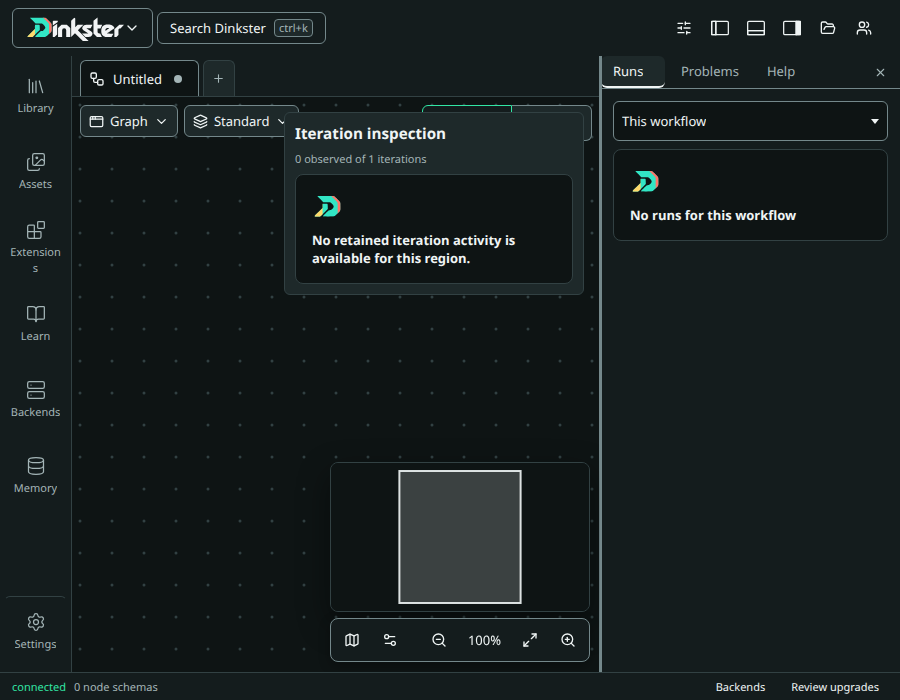 Dinkster
Search Dinkster ctrl+k
Library
Assets
Extension
s
Learn
Backends
Memory
Settings
Untitled
Graph
Standard
Iteration inspection
0 observed of 1 iterations
No retained iteration activity is
available for this region.
100%
Runs Problems Help
This workflow
No runs for this workflow
connected 0 node schemas
Backends Review upgrades